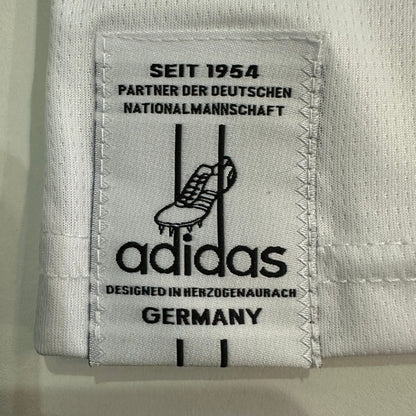 SEIT 1954
PARTNER DER DEUTSCHEN
NATIONALMANNSCHAFT
adidas
DESIGNED IN HERZOGENAURACH
GERMANY